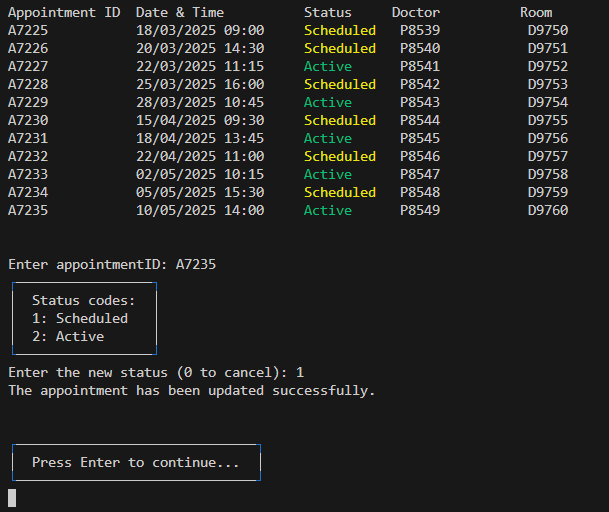 Appointment ID  Date & Time          Status     Doctor          Room
A7225           18/03/2025 09:00     Scheduled   P8539           D9750
A7226           20/03/2025 14:30     Scheduled   P8540           D9751
A7227           22/03/2025 11:15     Active      P8541           D9752
A7228           25/03/2025 16:00     Scheduled   P8542           D9753
A7229           28/03/2025 10:45     Active      P8543           D9754
A7230           15/04/2025 09:30     Scheduled   P8544           D9755
A7231           18/04/2025 13:45     Active      P8545           D9756
A7232           22/04/2025 11:00     Scheduled   P8546           D9757
A7233           02/05/2025 10:15     Active      P8547           D9758
A7234           05/05/2025 15:30     Scheduled   P8548           D9759
A7235           10/05/2025 14:00     Active      P8549           D9760
Enter appointmentID: A7235
Status codes:
1: Scheduled
2: Active
Enter the new status (0 to cancel): 1
The appointment has been updated successfully.
Press Enter to continue...